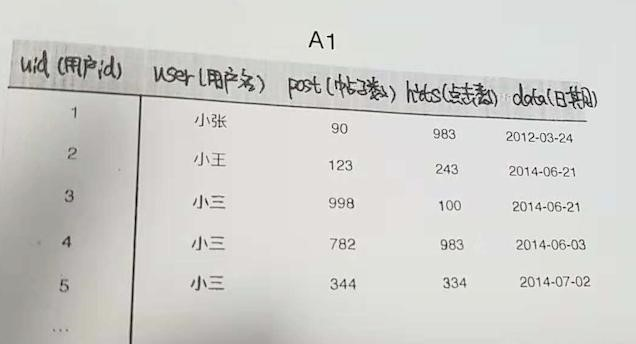 A1
uid (用户id) user (用户名) post (帖子数) hits (点击数) data (日期)
1 小张 90 983 2012-03-24
2 小王 123 243 2014-06-21
3 小三 998 100 2014-06-21
4 小三 782 983 2014-06-03
5 小三 344 334 2014-07-02
...